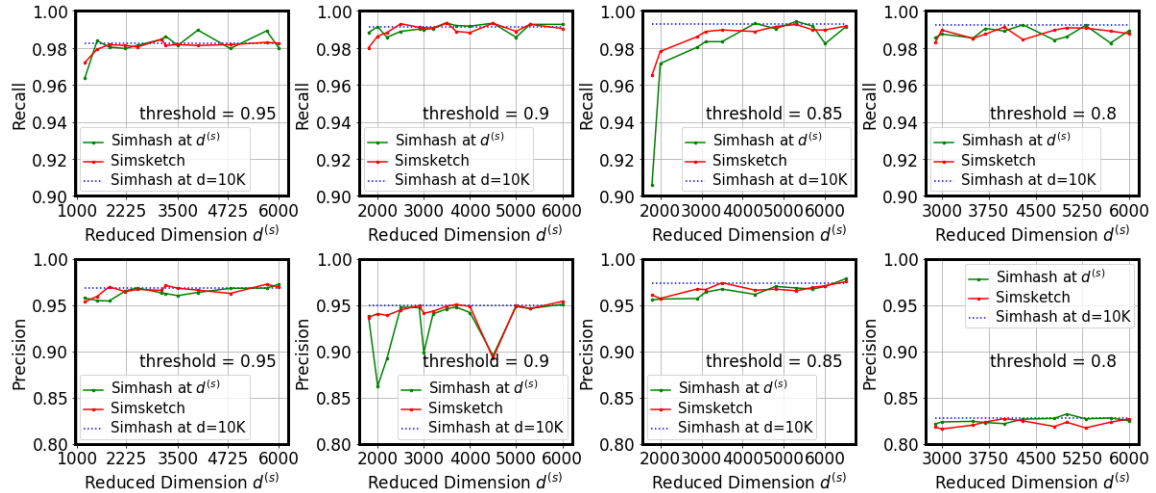 1.00
0.98
0.96
0.94
0.92
0.90
Recall
threshold = 0.95
Simhash at d^(s)
Simsketch
Simhash at d=10K
1000 2225 3500 4725 6000
Reduced Dimension d^(s)
1.00
0.98
0.96
0.94
0.92
0.90
Recall
threshold = 0.9
Simhash at d^(s)
Simsketch
Simhash at d=10K
2000 3000 4000 5000 6000
Reduced Dimension d^(s)
1.00
0.98
0.96
0.94
0.92
0.90
Recall
threshold = 0.85
Simhash at d^(s)
Simsketch
Simhash at d=10K
2000 3000 4000 5000 6000
Reduced Dimension d^(s)
1.00
0.98
0.96
0.94
0.92
0.90
Recall
threshold = 0.8
Simhash at d^(s)
Simsketch
Simhash at d=10K
3000 3750 4500 5250 6000
Reduced Dimension d^(s)
1.00
0.95
0.90
0.85
0.80
Precision
threshold = 0.95
Simhash at d^(s)
Simsketch
Simhash at d=10K
1000 2225 3500 4725 6000
Reduced Dimension d^(s)
1.00
0.95
0.90
0.85
0.80
Precision
threshold = 0.9
Simhash at d^(s)
Simsketch
Simhash at d=10K
2000 3000 4000 5000 6000
Reduced Dimension d^(s)
1.00
0.95
0.90
0.85
0.80
Precision
threshold = 0.85
Simhash at d^(s)
Simsketch
Simhash at d=10K
2000 3000 4000 5000 6000
Reduced Dimension d^(s)
1.00
0.95
0.90
0.85
0.80
Precision
Simhash at d^(s)
Simsketch
Simhash at d=10K
threshold = 0.8
3000 3750 4500 5250 6000
Reduced Dimension d^(s)